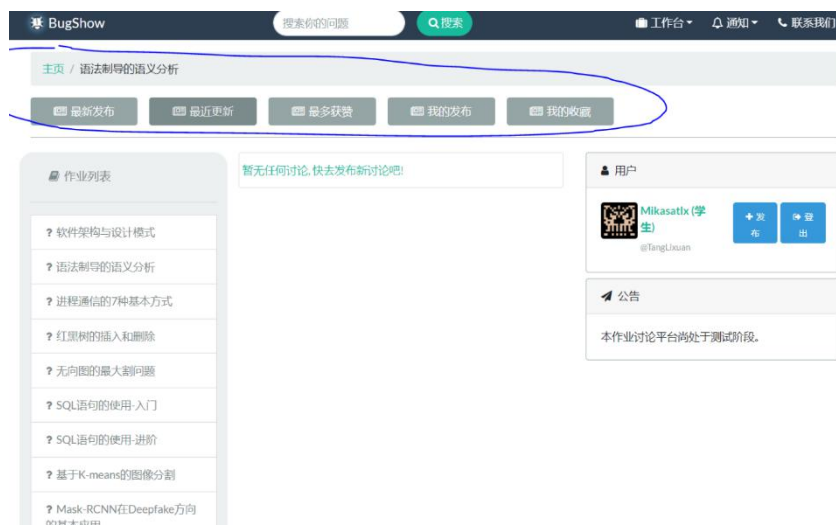 BugShow
搜索你的问题
搜索
工作台
通知
联系我们
主页 / 语法制导的语义分析
最新发布
最近更新
最多获赞
我的发布
我的收藏
作业列表
? 软件架构与设计模式
? 语法制导的语义分析
? 进程通信的7种基本方式
? 红黑树的插入和删除
? 无向图的最大割问题
? SQL语句的使用-入门
? SQL语句的使用-进阶
? 基于K-means的图像分割
? Mask-RCNN在Deepfake方向
的基本应用
暂无任何讨论, 快去发布新讨论吧!
用户
Mikasatlx (学
生)
@TangLixuan
发
布
登
出
公告
本作业讨论平台尚处于测试阶段。